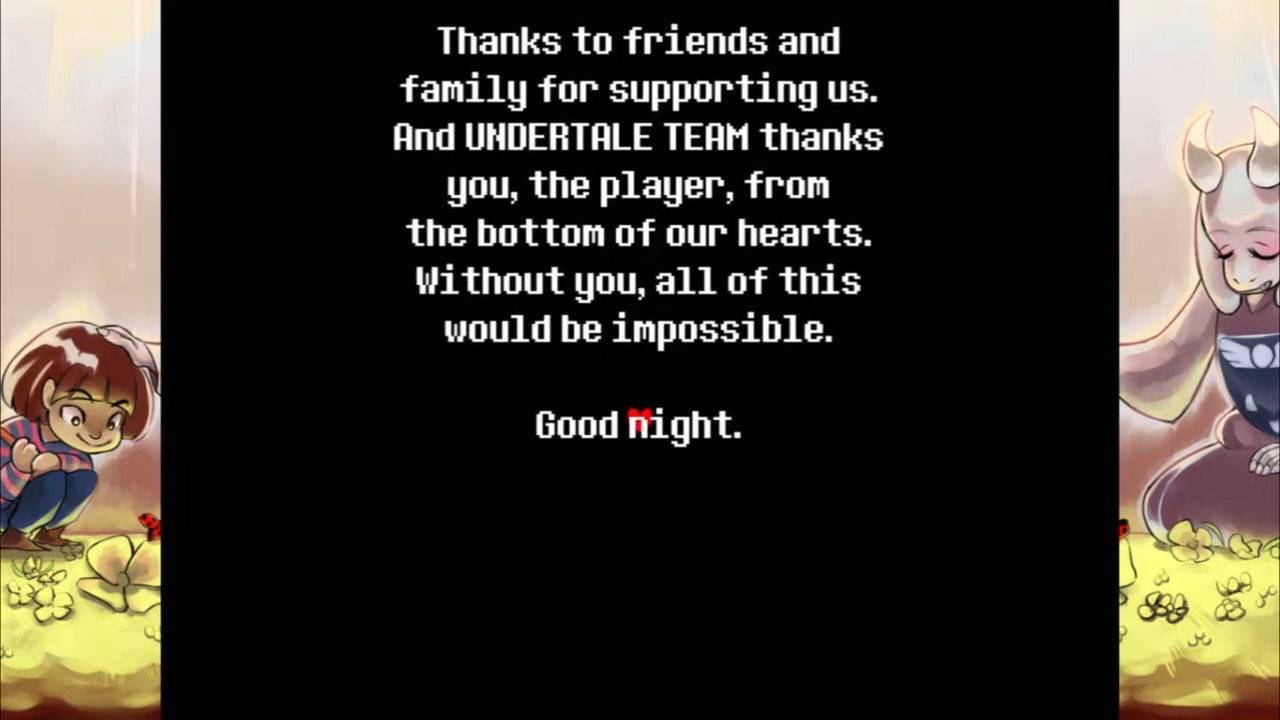 Thanks to friends and
family for supporting us.
And UNDERTALE TEAM thanks
you, the player, from
the bottom of our hearts.
Without you, all of this
would be impossible.
Good night.